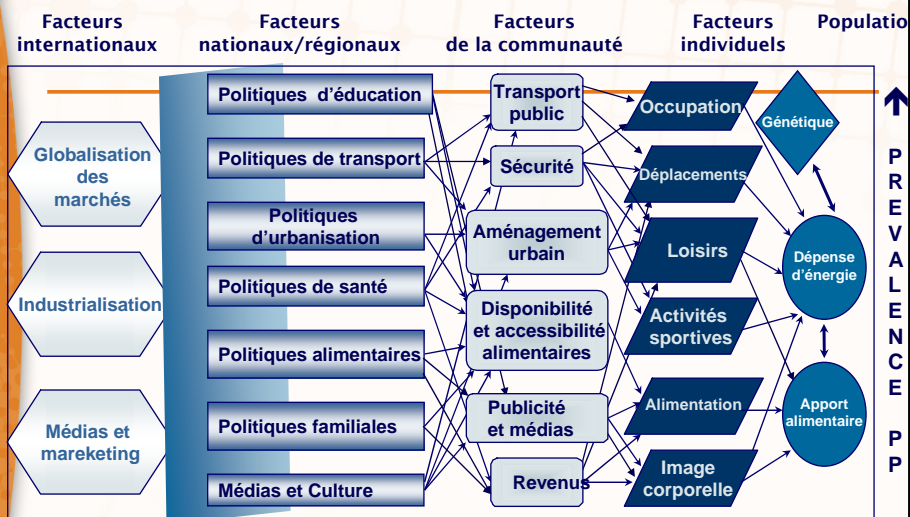 Facteurs
internationaux
Facteurs
nationaux/régionaux
Facteurs
de la communauté
Facteurs
individuels
Populatio
Globalisation
des
marchés
Industrialisation
Médias et
mareketing
Politiques d'éducation
Politiques de transport
Politiques
d'urbanisation
Politiques de santé
Politiques alimentaires
Politiques familiales
Médias et Culture
Transport
public
Sécurité
Aménagement
urbain
Disponibilité
et accessibilité
alimentaires
Publicité
et médias
Revenus
Occupation
Déplacements
Loisirs
Activités
sportives
Alimentation
Image
corporelle
Génétique
Dépense
d'énergie
Apport
alimentaire
P
R
E
V
A
L
E
N
C
E
P
P